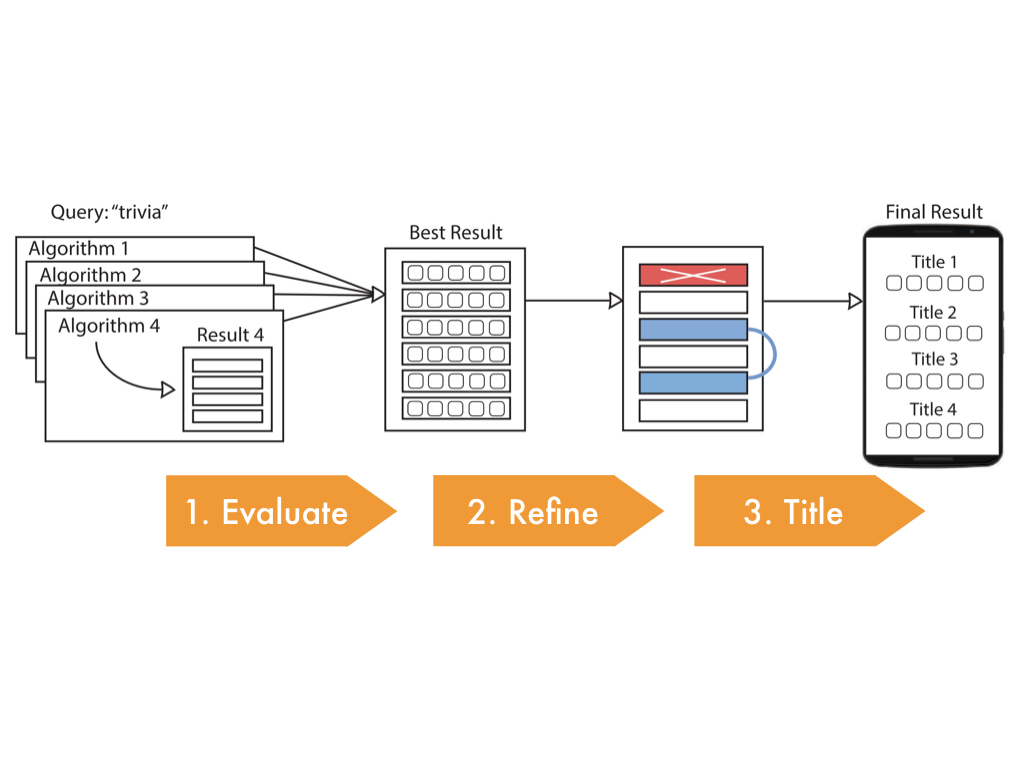 Query: “trivia”
Algorithm 1
Algorithm 2
Algorithm 3
Algorithm 4
Result 4
Best Result
Final Result
Title 1
Title 2
Title 3
Title 4
1. Evaluate
2. Refine
3. Title